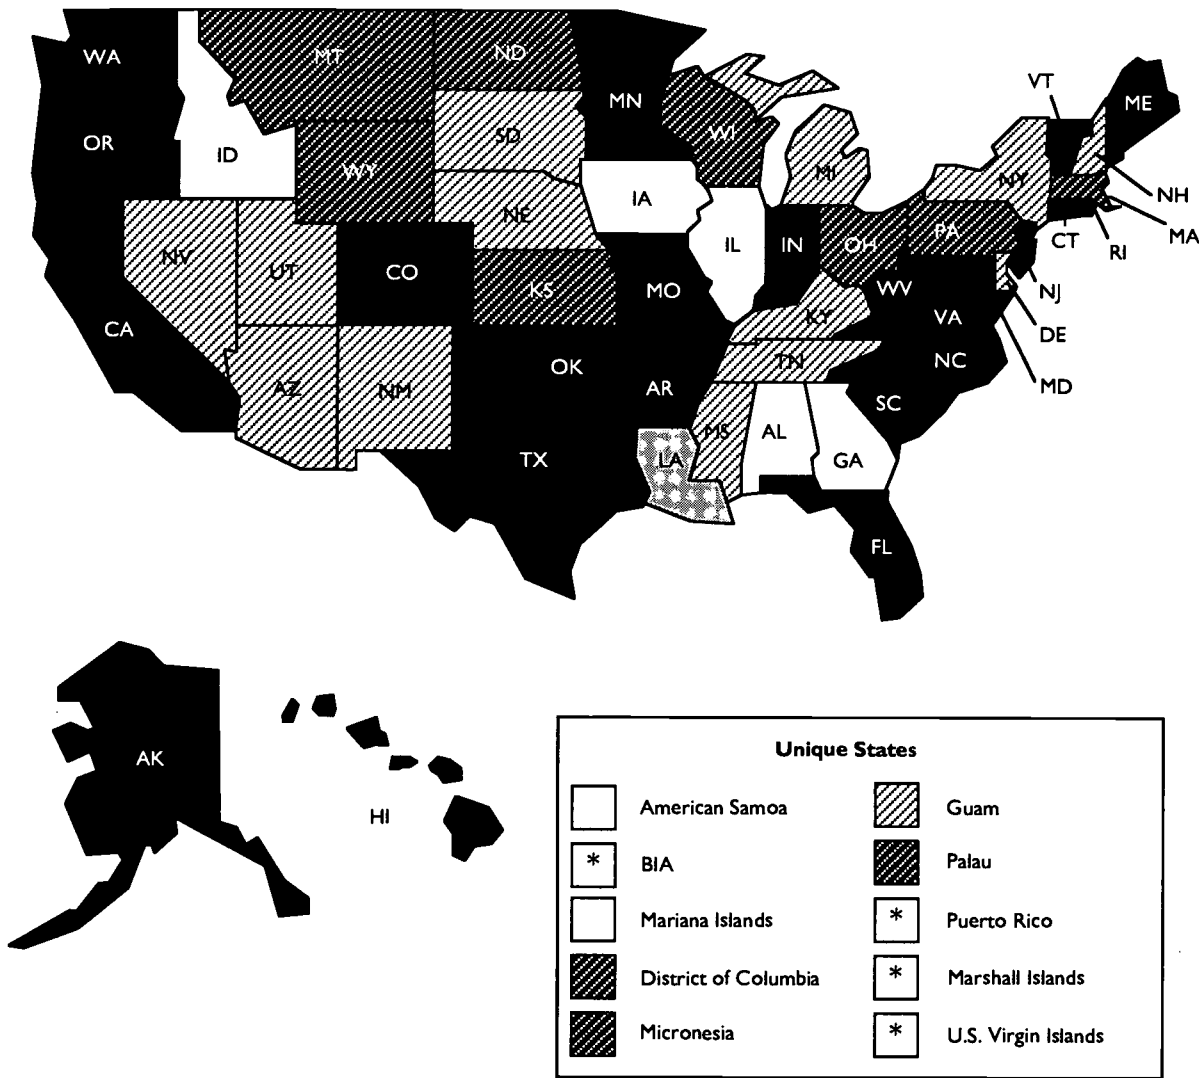 WA
MT
ND
MN
VT
ME
OR
ID
SD
WI
WY
MI
NY
NH
IA
NE
MA
CT
RI
NV
UT
CO
KS
MO
IL
IN
OH
PA
WV
NJ
CA
KY
VA
DE
OK
TN
NC
MD
AZ
NM
AR
SC
TX
LA
MS
AL
GA
FL
AK
HI
Unique States
American Samoa
* BIA
Mariana Islands
District of Columbia
Micronesia
Guam
Palau
* Puerto Rico
* Marshall Islands
* U.S. Virgin Islands